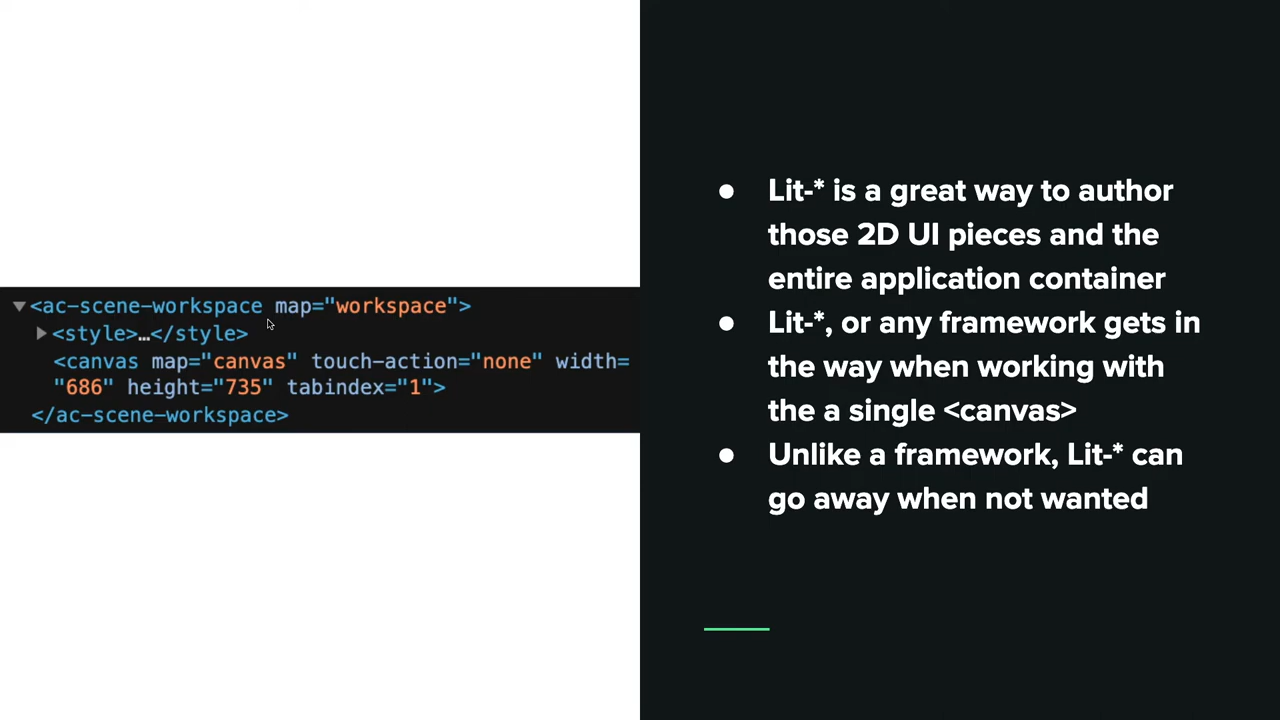 <ac-scene-workspace map="workspace">
<style>…</style>
<canvas map="canvas" touch-action="none" width=
"686" height="735" tabindex="1">
</ac-scene-workspace>
● Lit-* is a great way to author
those 2D UI pieces and the
entire application container
● Lit-*, or any framework gets in
the way when working with
the a single <canvas>
● Unlike a framework, Lit-* can
go away when not wanted